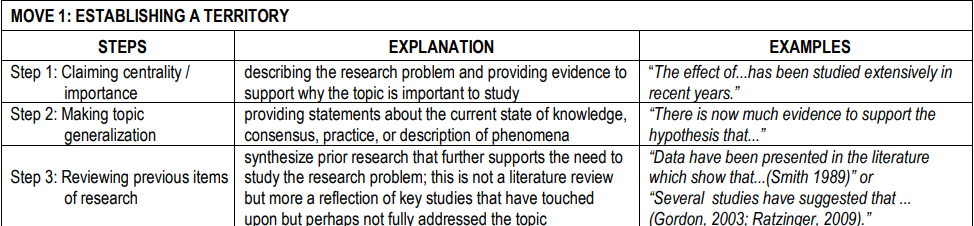 MOVE 1: ESTABLISHING A TERRITORY
STEPS
EXPLANATION
EXAMPLES
Step 1: Claiming centrality /
importance
describing the research problem and providing evidence to
support why the topic is important to study
“The effect of...has been studied extensively in
recent years.”
Step 2: Making topic
generalization
providing statements about the current state of knowledge,
consensus, practice, or description of phenomena
“There is now much evidence to support the
hypothesis that...”
Step 3: Reviewing previous items
of research
synthesize prior research that further supports the need to
study the research problem; this is not a literature review
but more a reflection of key studies that have touched
upon but perhaps not fully addressed the topic
“Data have been presented in the literature
which show that...(Smith 1989)” or
“Several studies have suggested that ...
(Gordon, 2003; Ratzinger, 2009).”